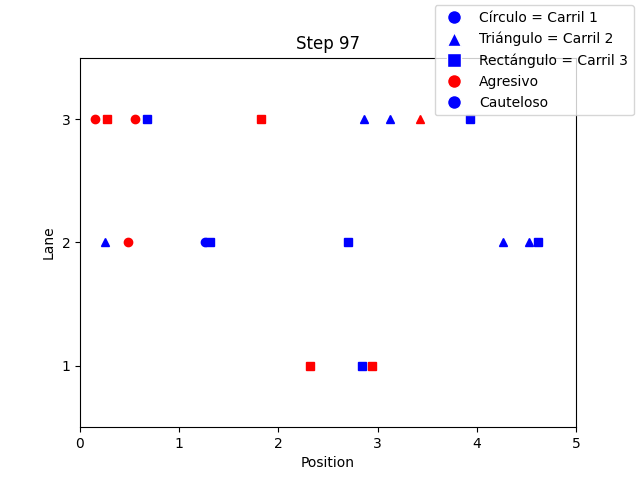 Step 97
Círculo = Carril 1
Triángulo = Carril 2
Rectángulo = Carril 3
Agresivo
Cauteloso
Lane
3
2
1
0 1 2 3 4 5
Position